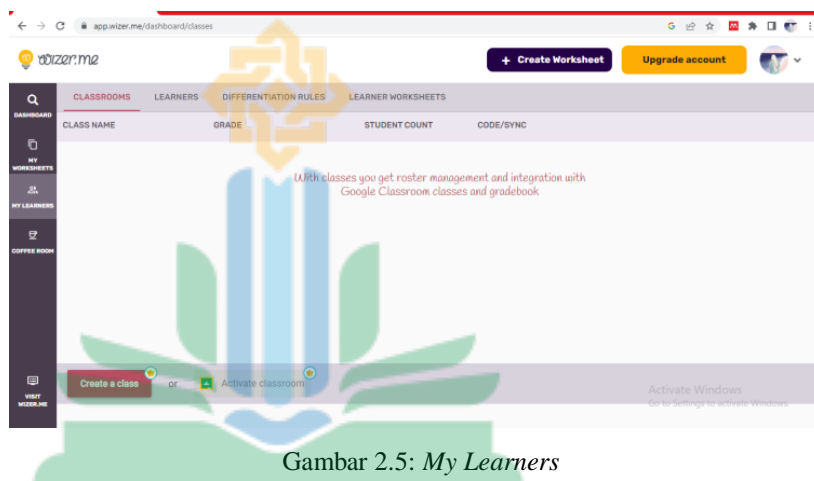 app.wizer.me/dashboard/classes
wizer.me
+ Create Worksheet
Upgrade account
CLASSROOMS LEARNERS DIFFERENTIATION RULES LEARNER WORKSHEETS
CLASS NAME GRADE STUDENT COUNT CODE/SYNC
DASHBOARD
MY
WORKSHEETS
MY LEARNERS
COFFEE ROOM
VISIT
WIZER.ME
With classes you get roster management and integration with
Google Classroom classes and gradebook
Create a class or Activate classroom
Activate Windows
Go to Settings to activate Windows.
Gambar 2.5: My Learners